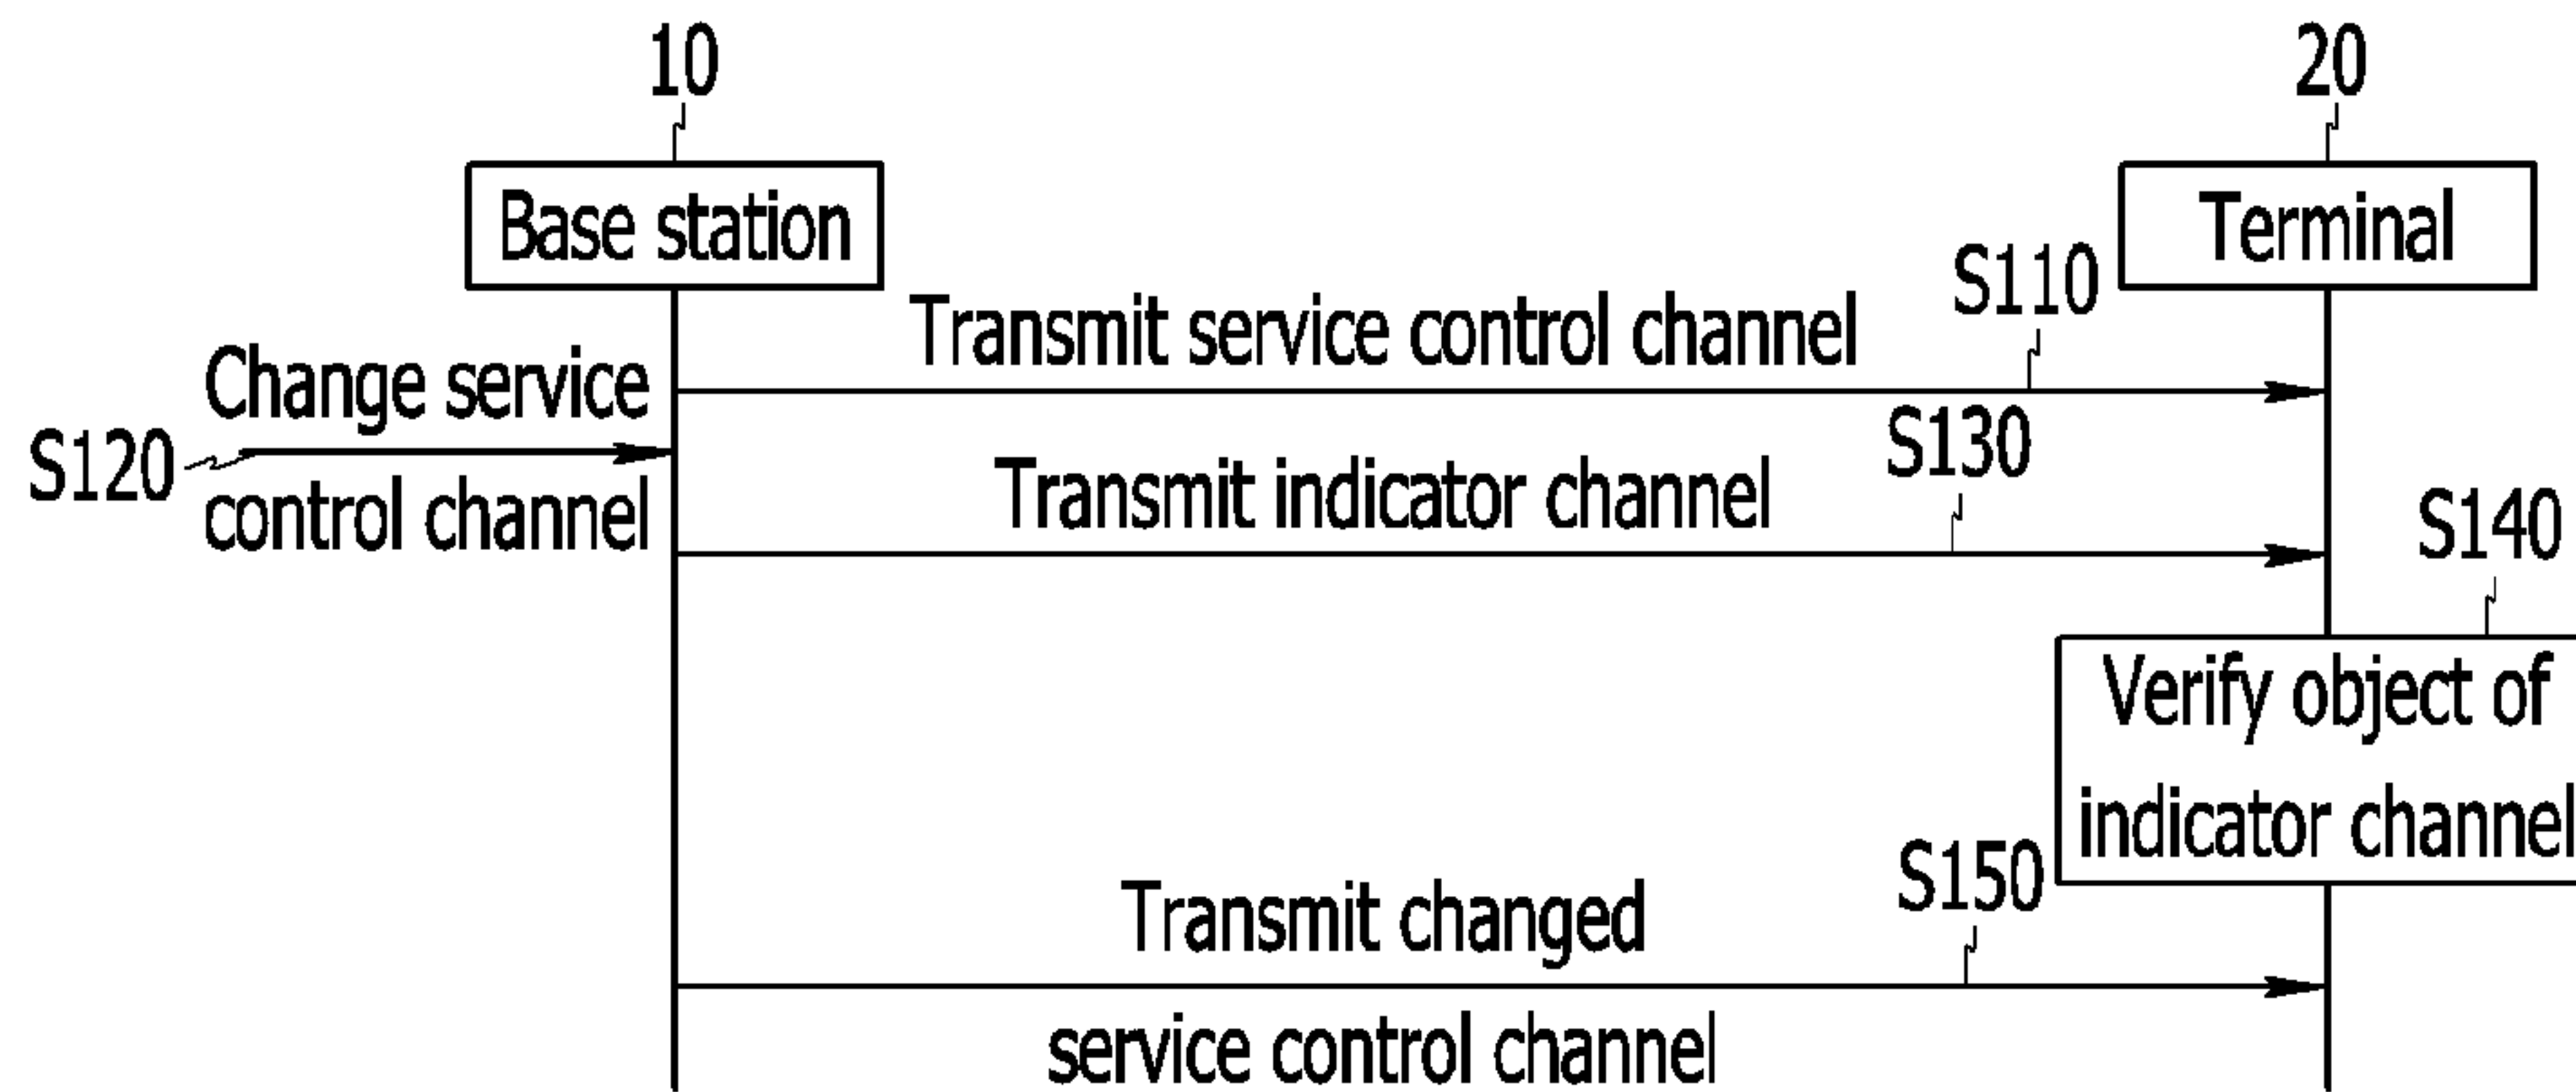 10
20
Base station
Terminal
S110
Transmit service control channel
Change service
S120
control channel
S130
Transmit indicator channel
S140
Verify object of
indicator channel
S150
Transmit changed
service control channel